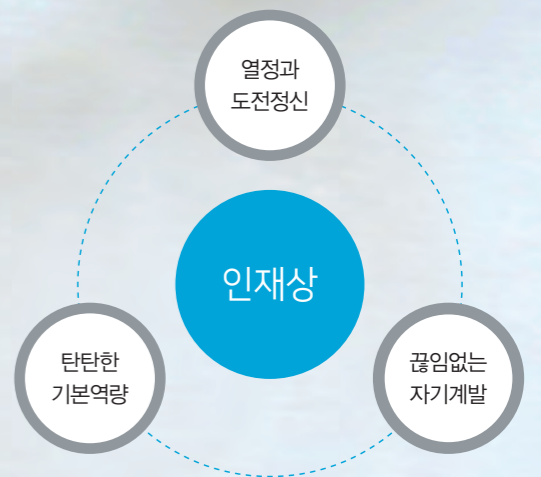 열정과
도전정신
인재상
탄탄한
기본역량
끊임없는
자기계발